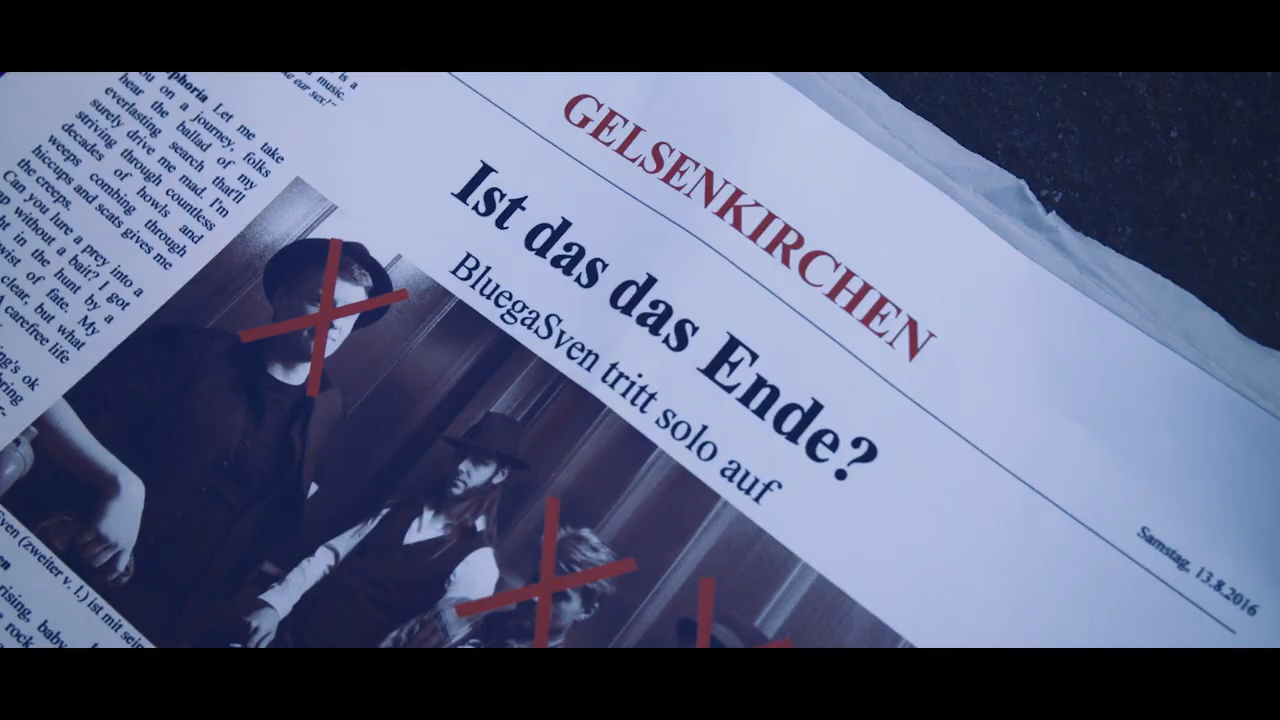 is a
music.
ear sex!"
phoria Let me take
you on a journey, folks
hear the ballad of my
everlasting search that'll
surely drive me mad. I'm
striving through countless
decades of howls and
weeps combing through
hiccups and scats gives me
the creeps.
Can you lure a prey into a
without a bait? I got
in the hunt by a
twist of fate. My
clear, but what
A carefree life
ok
bring
GELSENKIRCHEN
Ist das das Ende?
BluegaSven tritt solo auf
Samstag, 13.8.2016
Sven (zweiter v. l.) ist mit sein
rising, baby
rock